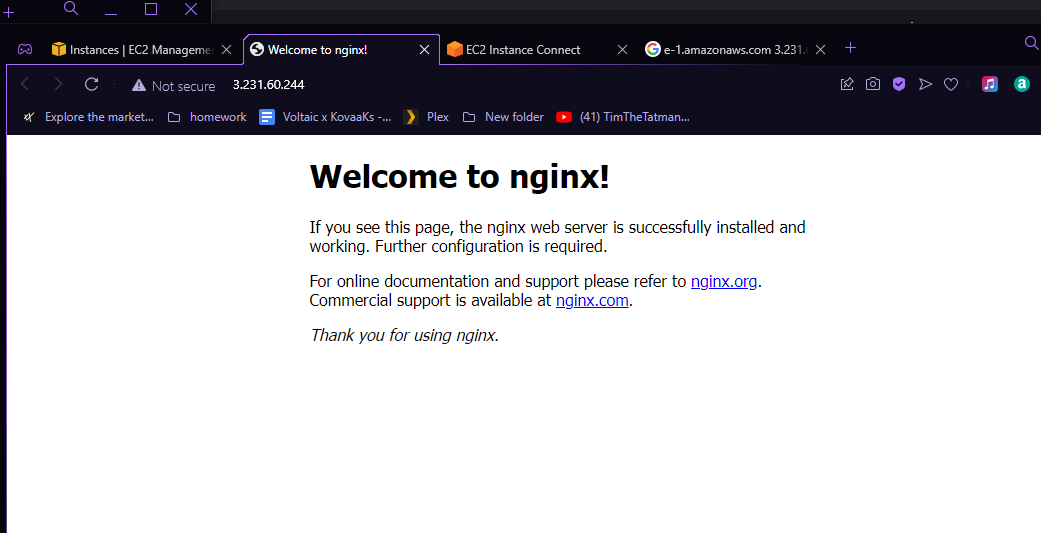 Instances | EC2 Manageme
Welcome to nginx!
EC2 Instance Connect
e-1.amazonaws.com 3.231.
Not secure
3.231.60.244
Explore the market...
homework
Voltaic x KovaaKs -...
Plex
New folder
(41) TimTheTatman...
Welcome to nginx!
If you see this page, the nginx web server is successfully installed and
working. Further configuration is required.
For online documentation and support please refer to nginx.org.
Commercial support is available at nginx.com.
Thank you for using nginx.